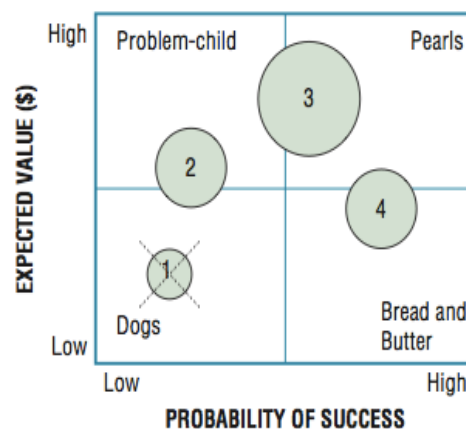 High
Problem-child
Pearls
3
2
4
1
EXPECTED VALUE ($)
Dogs
Bread and
Butter
Low
Low
High
PROBABILITY OF SUCCESS